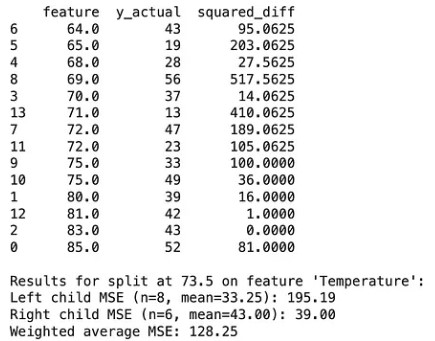 feature y_actual squared_diff
6 64.0 43 95.0625
5 65.0 19 203.0625
4 68.0 28 27.5625
8 69.0 56 517.5625
3 70.0 37 14.0625
13 71.0 13 410.0625
7 72.0 47 189.0625
11 72.0 23 105.0625
9 75.0 33 100.0000
10 75.0 49 36.0000
1 80.0 39 16.0000
12 81.0 42 1.0000
2 83.0 43 0.0000
0 85.0 52 81.0000
Results for split at 73.5 on feature 'Temperature':
Left child MSE (n=8, mean=33.25): 195.19
Right child MSE (n=6, mean=43.00): 39.00
Weighted average MSE: 128.25